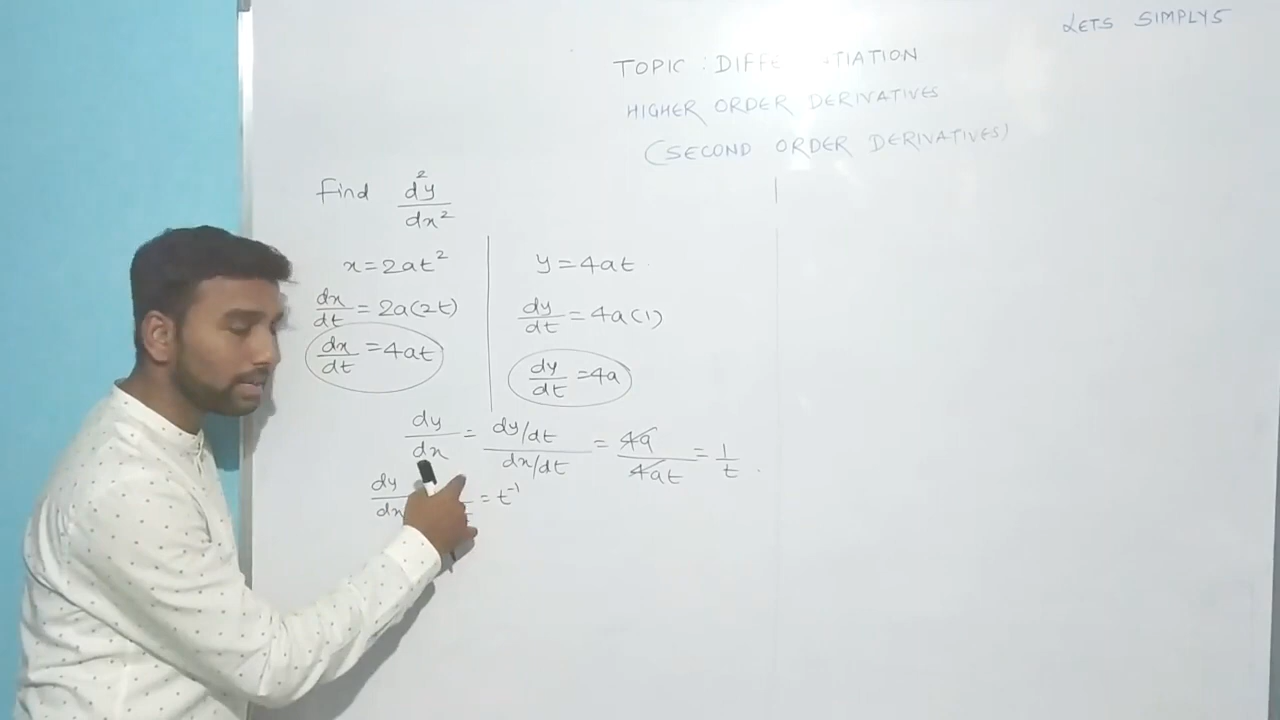 LETS SIMPLY5
TOPIC : DIFFE TIATION
HIGHER ORDER DERIVATIVES
(SECOND ORDER DERIVATIVES)
Find d²y/dx²
x=2at²
dx/dt = 2a(2t)
dx/dt = 4at
y=4at
dy/dt = 4a(1)
dy/dt = 4a
dy/dx = dy/dt / dx/dt = 4a/4at = 1/t .
dy/dx = t⁻¹